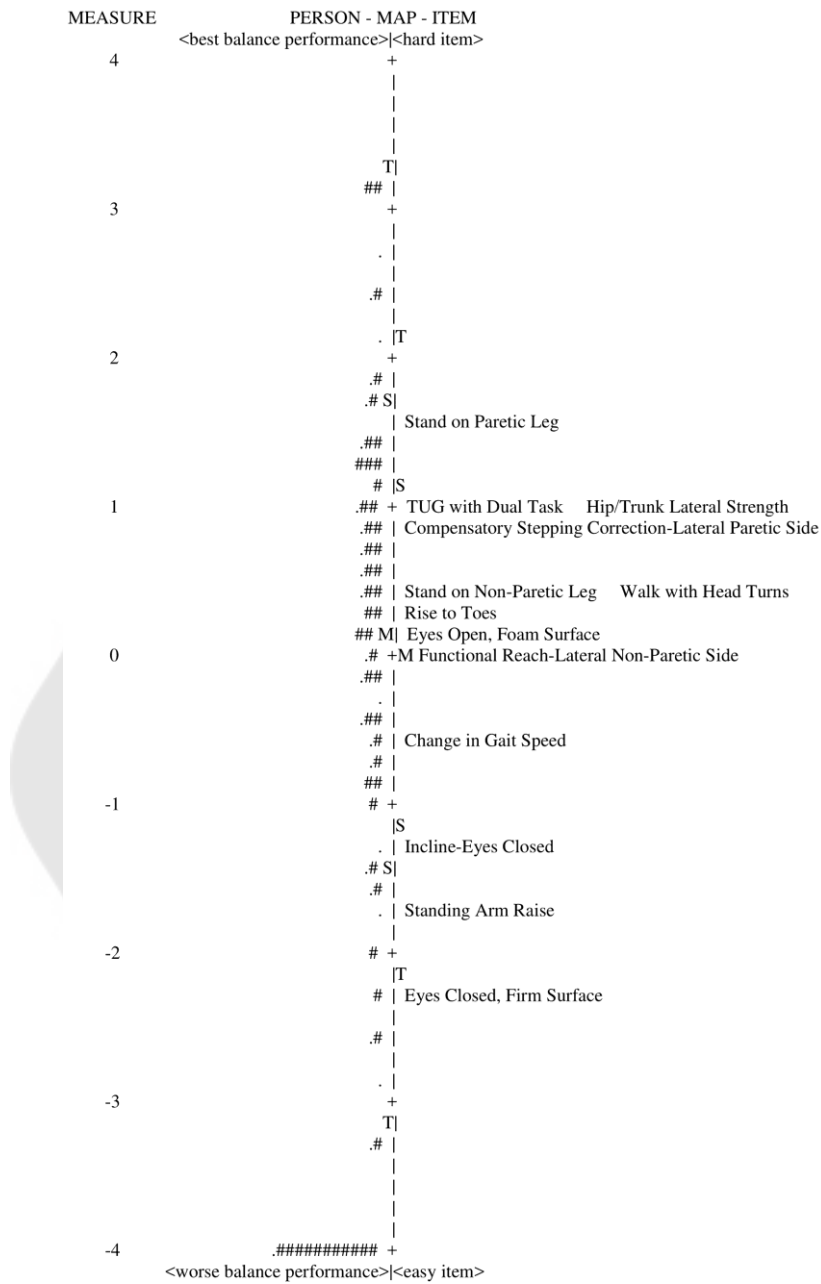 MEASURE PERSON - MAP - ITEM
<best balance performance>|<hard item>
4 +
|
|
|
|
T|
## |
3 +
|
. |
|
.# |
|
. |T
2 +
.# |
.# S|
| Stand on Paretic Leg
.## |
### |
# |S
1 .## + TUG with Dual Task Hip/Trunk Lateral Strength
.## | Compensatory Stepping Correction-Lateral Paretic Side
.## |
.## |
.## | Stand on Non-Paretic Leg Walk with Head Turns
## | Rise to Toes
## M| Eyes Open, Foam Surface
0 .# +M Functional Reach-Lateral Non-Paretic Side
.## |
. |
.## |
.# | Change in Gait Speed
.# |
## |
-1 # +
|S
. | Incline-Eyes Closed
.# S|
.# |
. | Standing Arm Raise
|
-2 # +
|T
# | Eyes Closed, Firm Surface
|
.# |
|
. |
-3 +
T|
.# |
|
|
|
|
-4 .########### +
<worse balance performance>|<easy item>